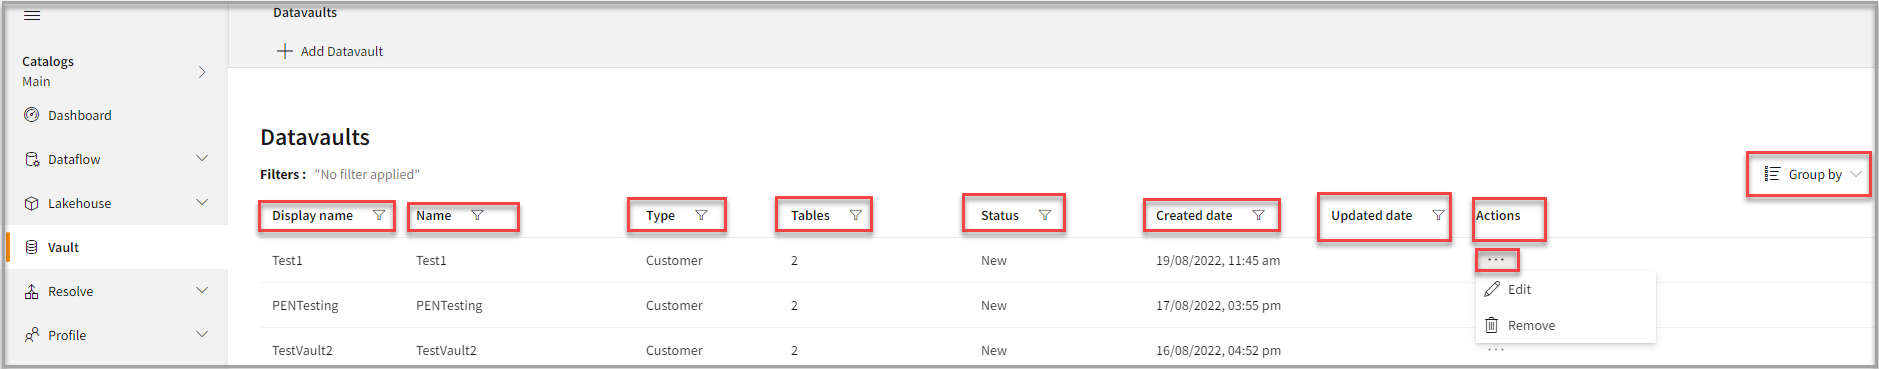 Datavaults
Add Datavault
Catalogs
Main
Dashboard
Dataflow
Lakehouse
Vault
Resolve
Profile
Datavaults
Filters : "No filter applied"
Group by
Display name Name Type Tables Status Created date Updated date Actions
Test1 Test1 Customer 2 New 19/08/2022, 11:45 am ...
Edit
PENTesting PENTesting Customer 2 New 17/08/2022, 03:55 pm
Remove
TestVault2 TestVault2 Customer 2 New 16/08/2022, 04:52 pm ...